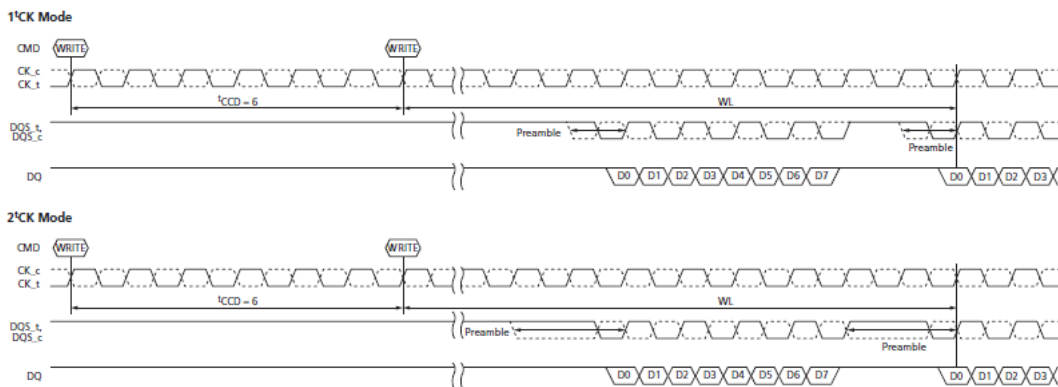 1tCK Mode
CMD WRITE WRITE
CK_c
CK_t
tCCD = 6 WL
DQS_t,
DQS_c Preamble Preamble
DQ D0 D1 D2 D3 D4 D5 D6 D7 D0 D1 D2 D3
2tCK Mode
CMD WRITE WRITE
CK_c
CK_t
tCCD = 6 WL
DQS_t,
DQS_c Preamble Preamble
DQ D0 D1 D2 D3 D4 D5 D6 D7 D0 D1 D2 D3